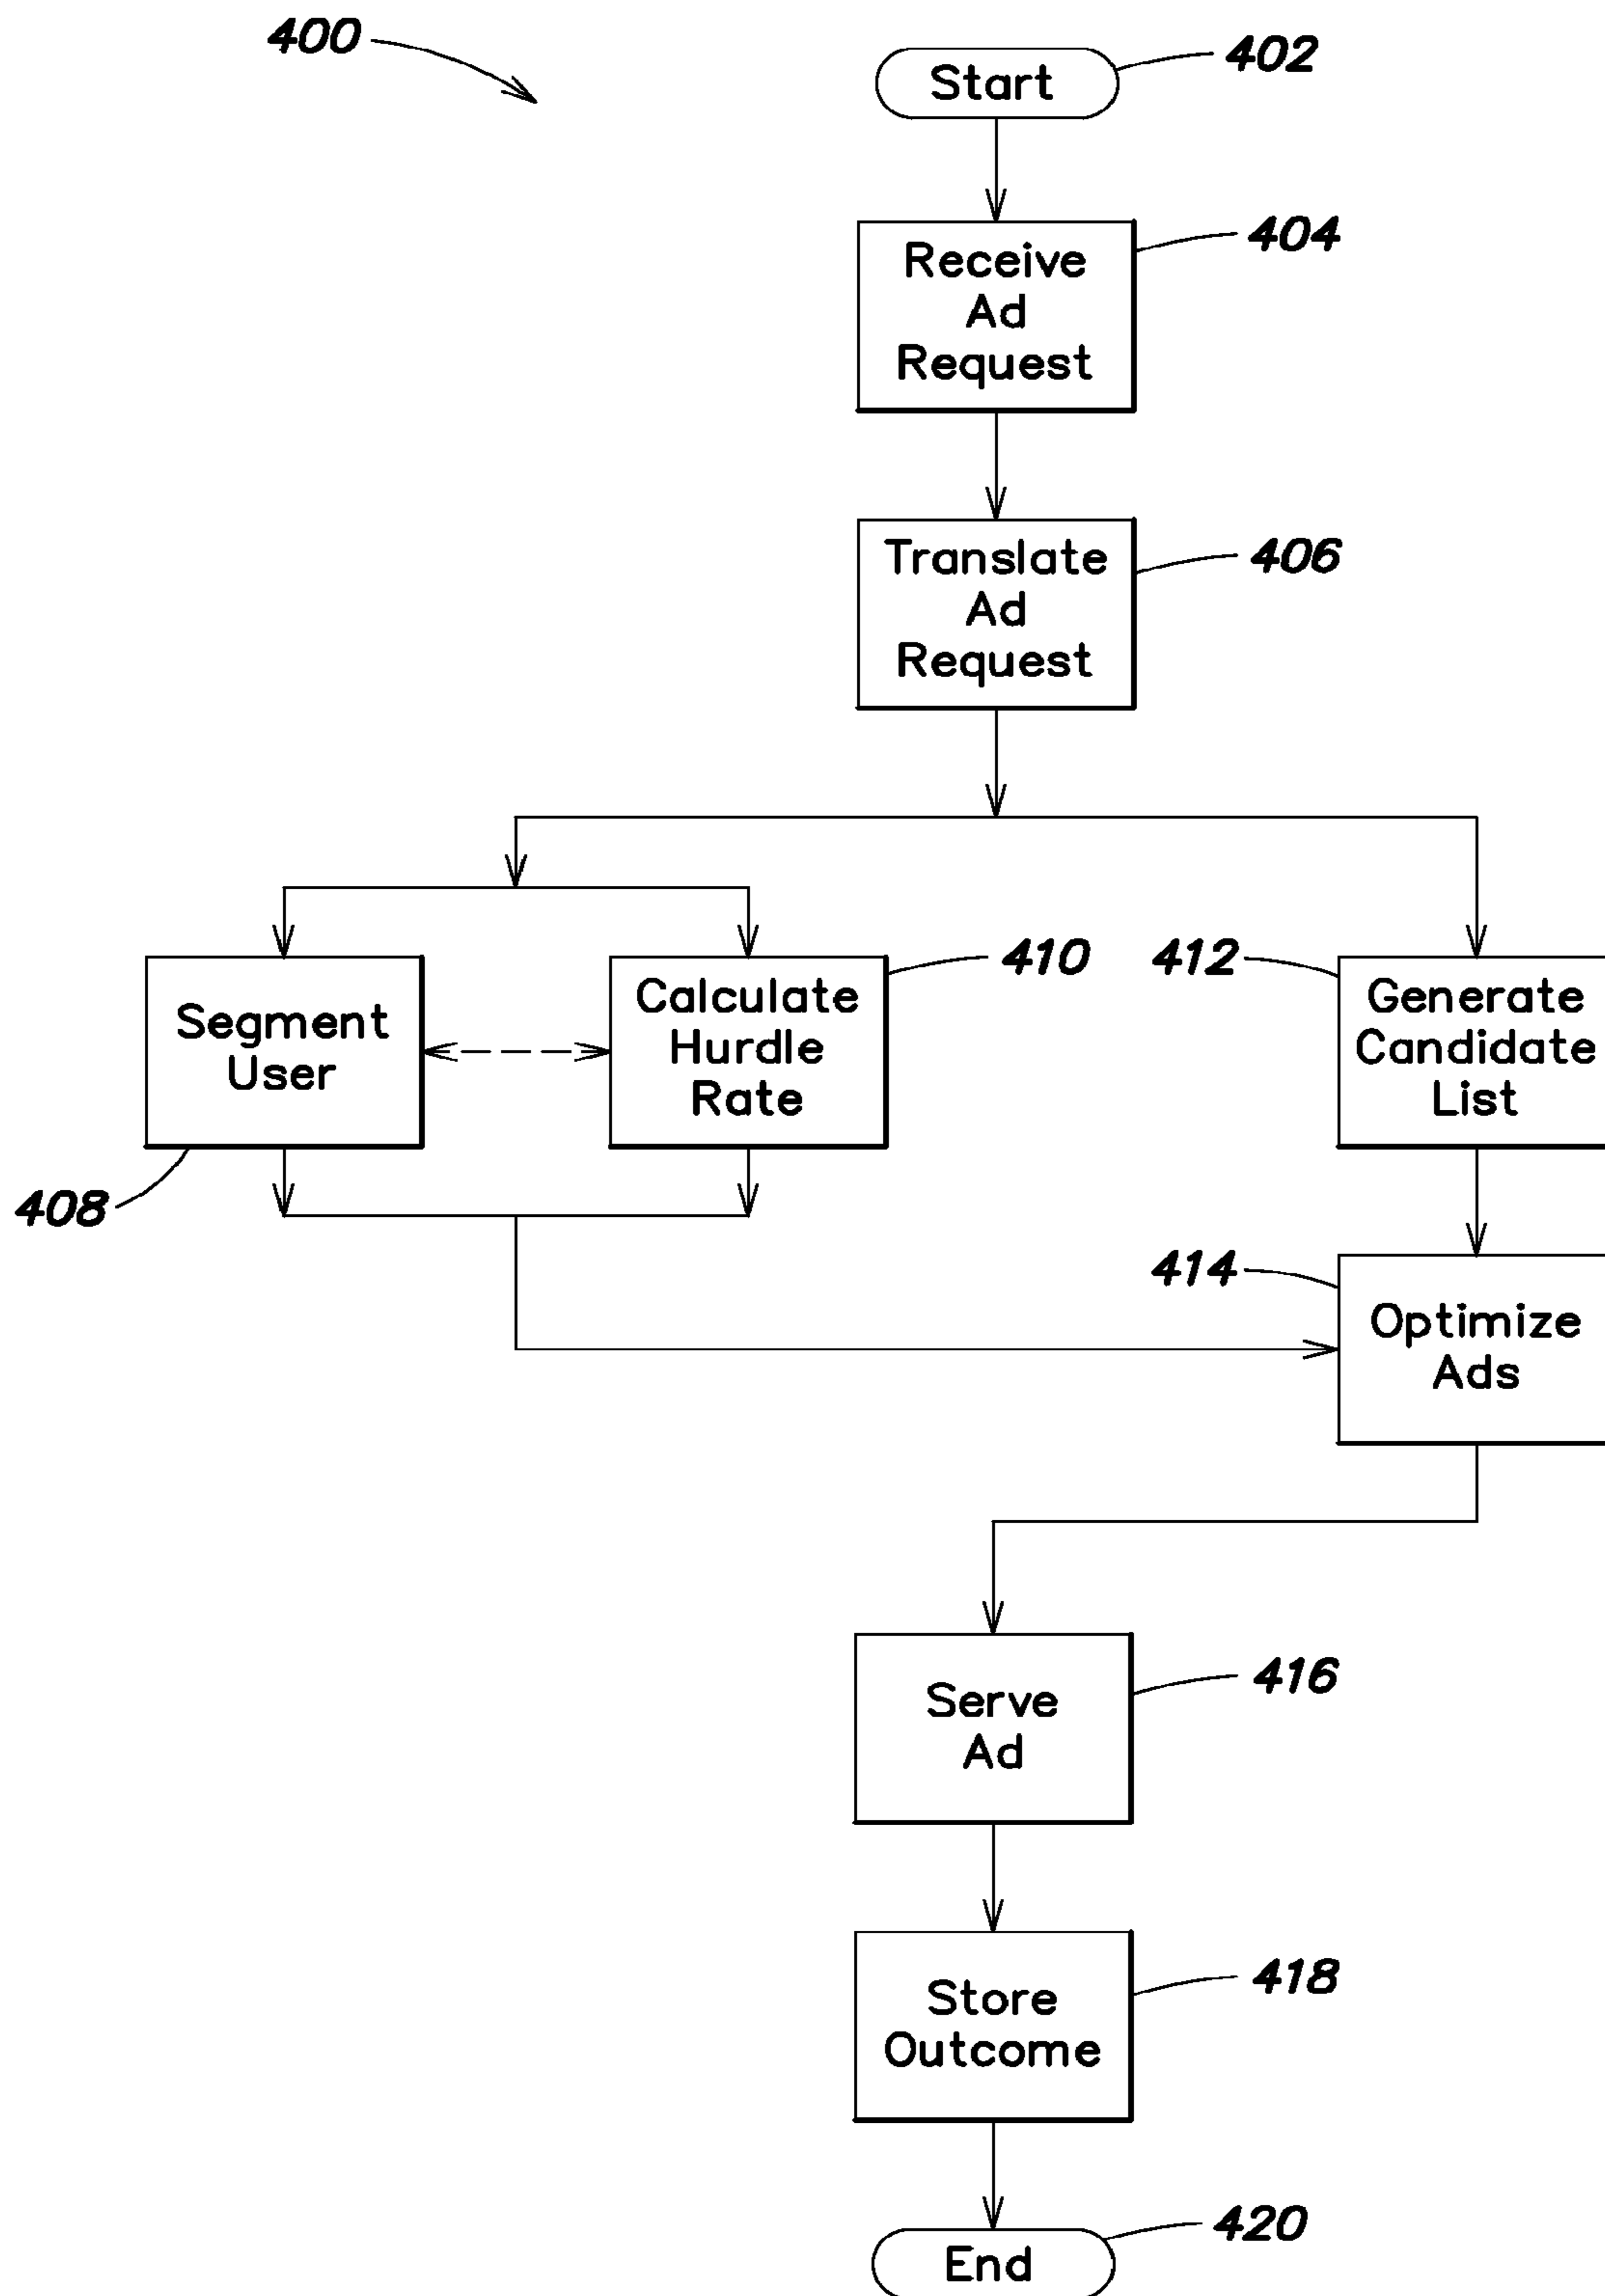 400
Start
402
Receive
Ad
Request
404
Translate
Ad
Request
406
Segment
User
408
Calculate
Hurdle
Rate
410
412
Generate
Candidate
List
414
Optimize
Ads
Serve
Ad
416
Store
Outcome
418
End
420